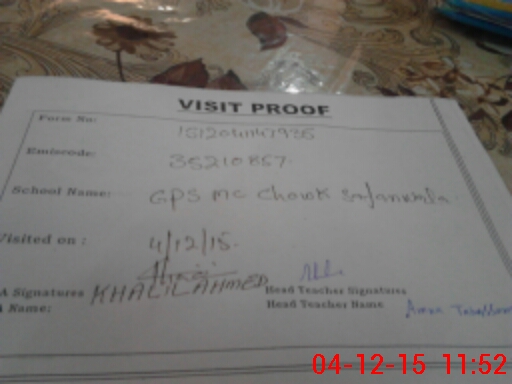 VISIT PROOF
Form No:
Emiscode: 35210857
School Name: GPS MC Chowk
Visited on : 4/12/15.
A Signatures Head Teacher Signatures
Name: KHALIL AHMED Head Teacher Name
04-12-15 11:52